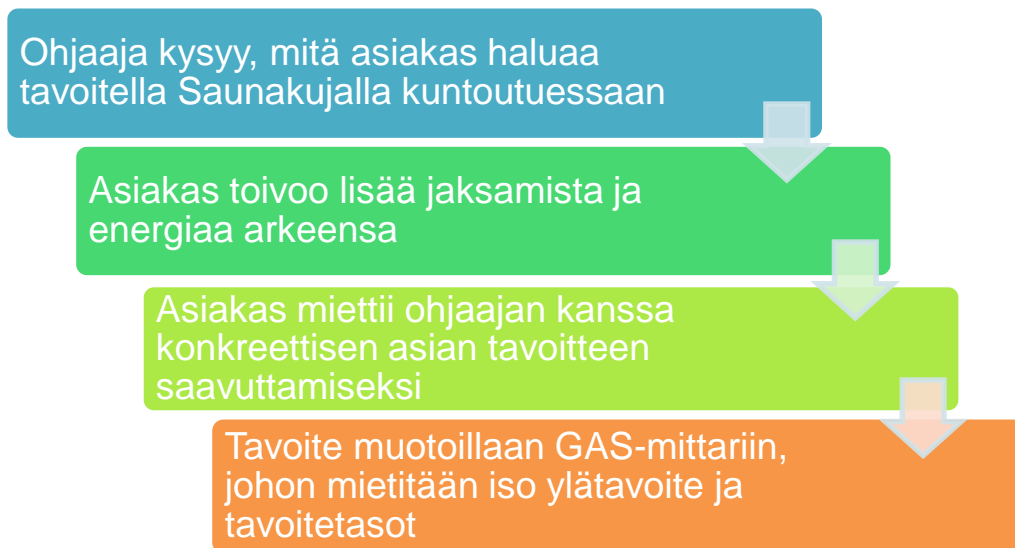 Ohjaaja kysyy, mitä asiakas haluaa
tavoitella Saunakujalla kuntoutuessaan
Asiakas toivoo lisää jaksamista ja
energiaa arkeensa
Asiakas miettii ohjaajan kanssa
konkreettisen asian tavoitteen
saavuttamiseksi
Tavoite muotoillaan GAS-mittariin,
johon mietitään iso ylätavoite ja
tavoitetasot